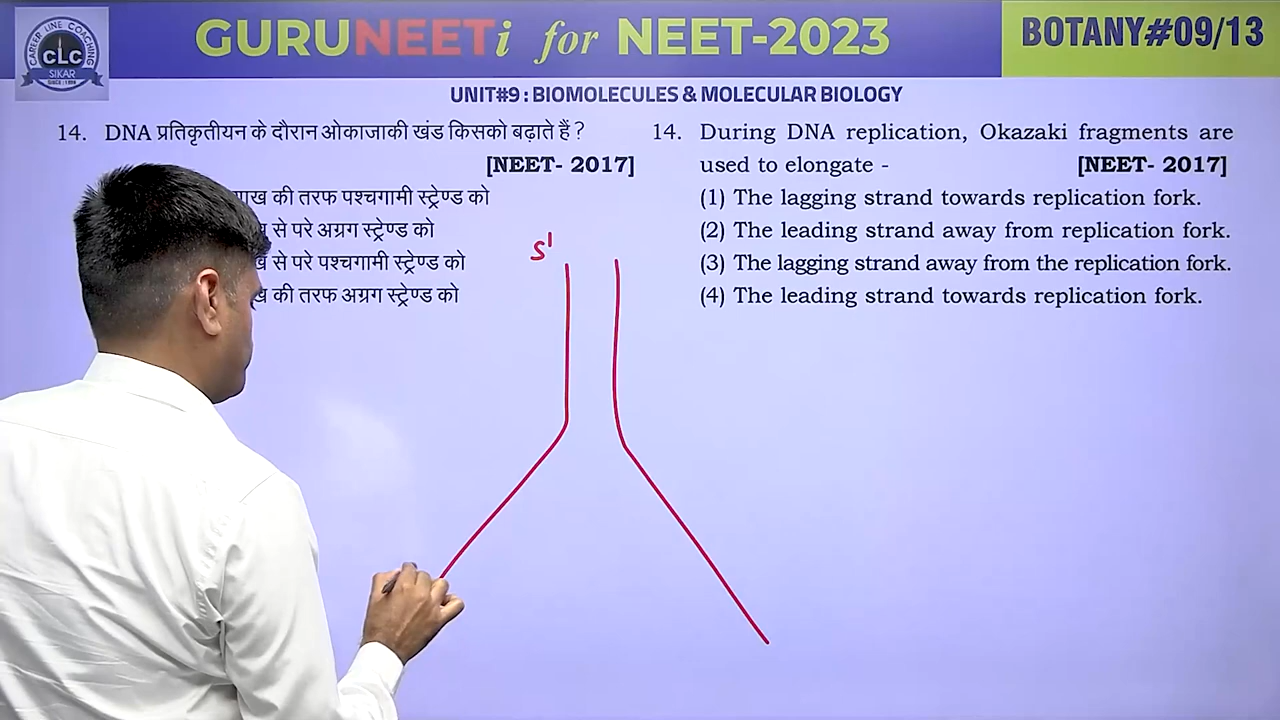 CAREER LINE COACHING
CLC
SIKAR
SINCE : 1996
GURUNEETi for NEET-2023
BOTANY#09/13
UNIT#9 : BIOMOLECULES & MOLECULAR BIOLOGY
14. DNA प्रतिकृतीयन के दौरान ओकाजाकी खंड किसको बढ़ाते हैं ?
[NEET- 2017]
की तरफ पश्चगामी स्ट्रेण्ड को
से परे अग्रग स्ट्रेण्ड को
से परे पश्चगामी स्ट्रेण्ड को
की तरफ अग्रग स्ट्रेण्ड को
14. During DNA replication, Okazaki fragments are
used to elongate - [NEET- 2017]
(1) The lagging strand towards replication fork.
(2) The leading strand away from replication fork.
(3) The lagging strand away from the replication fork.
(4) The leading strand towards replication fork.
5'